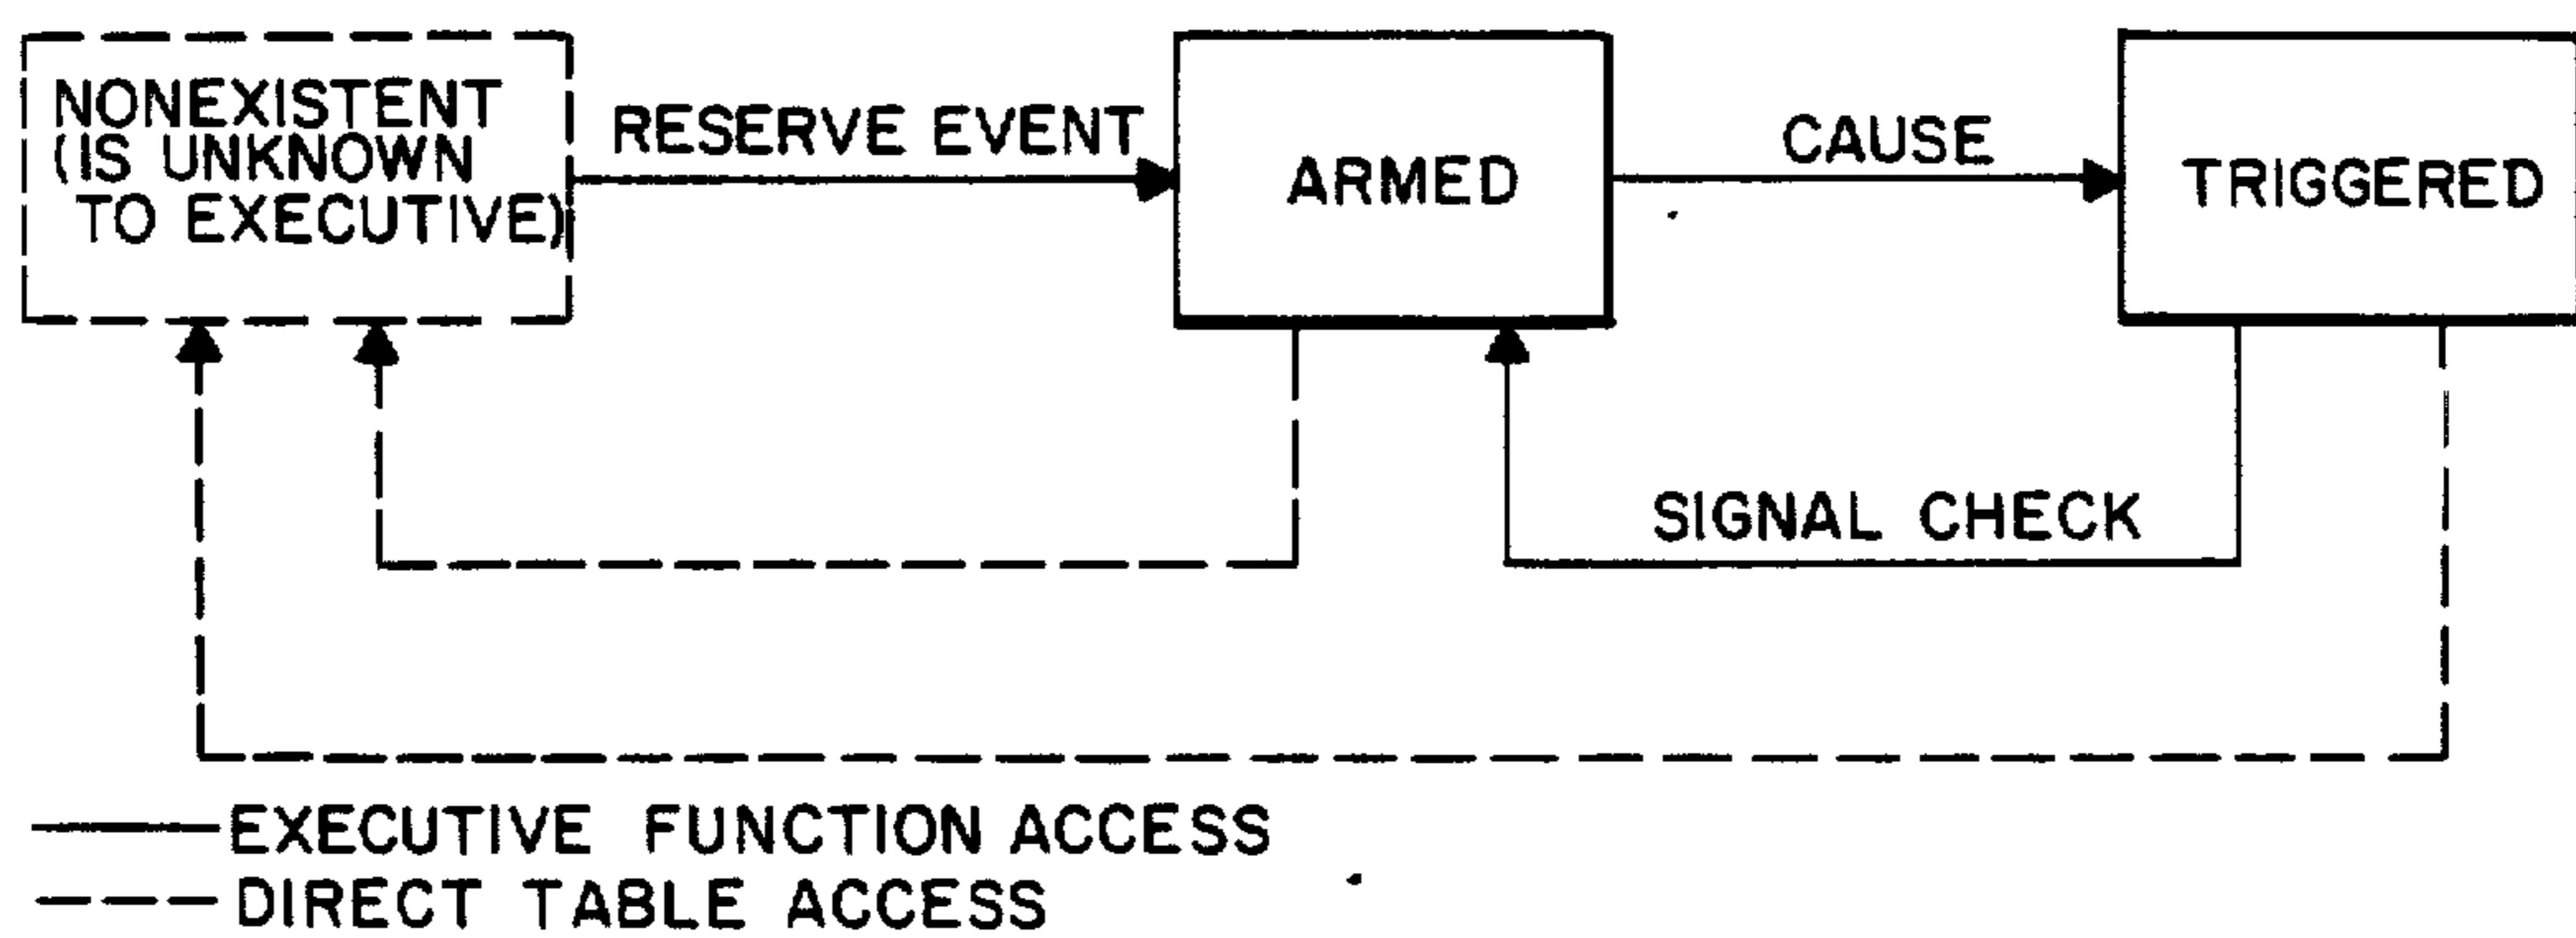 NONEXISTENT
(IS UNKNOWN
TO EXECUTIVE)
RESERVE EVENT
ARMED
CAUSE
TRIGGERED
SIGNAL CHECK
EXECUTIVE FUNCTION ACCESS
DIRECT TABLE ACCESS